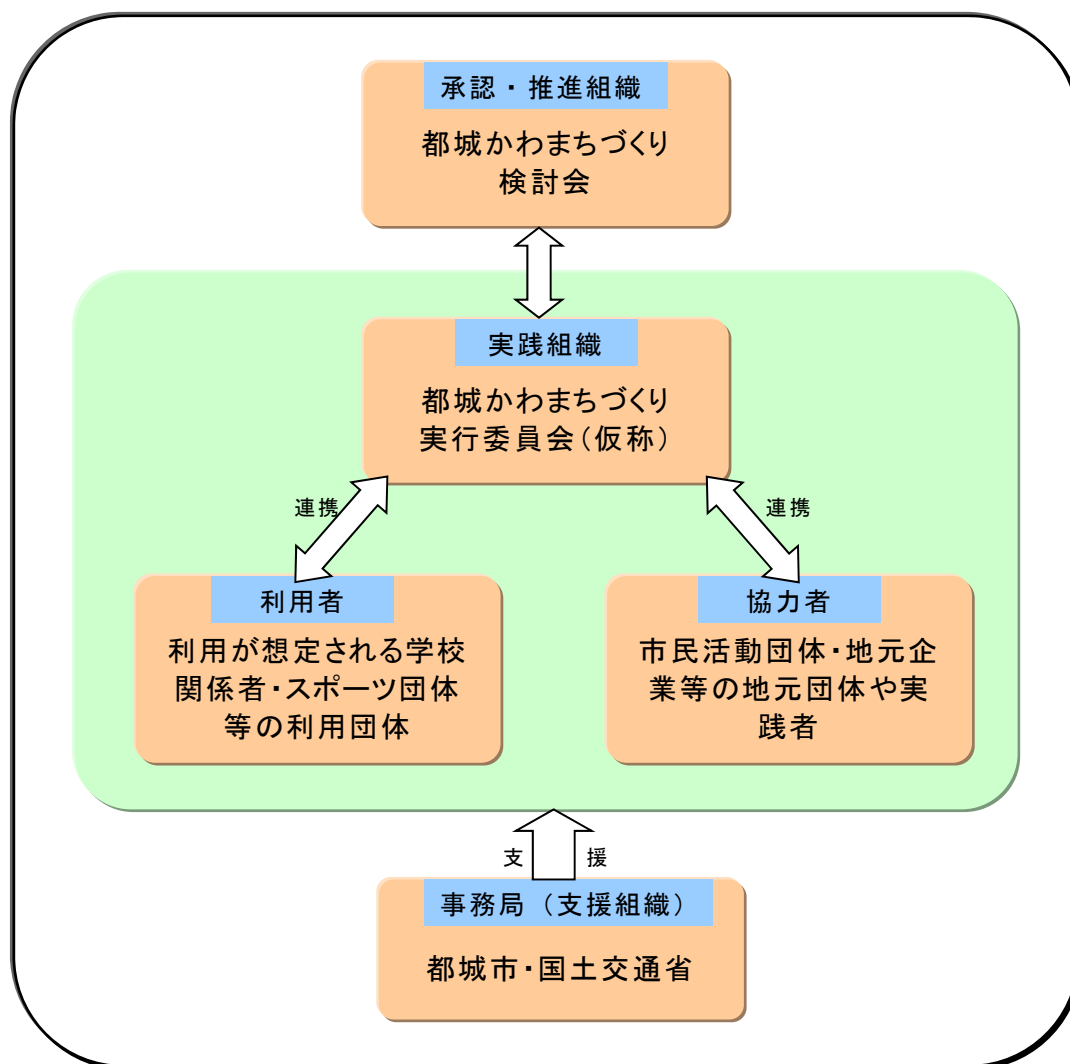 承認・推進組織
都城かわまちづくり
検討会
実践組織
都城かわまちづくり
実行委員会（仮称）
連携
連携
利用者
利用が想定される学校
関係者・スポーツ団体
等の利用団体
協力者
市民活動団体・地元企
業等の地元団体や実
践者
支 援
事務局（支援組織）
都城市・国土交通省